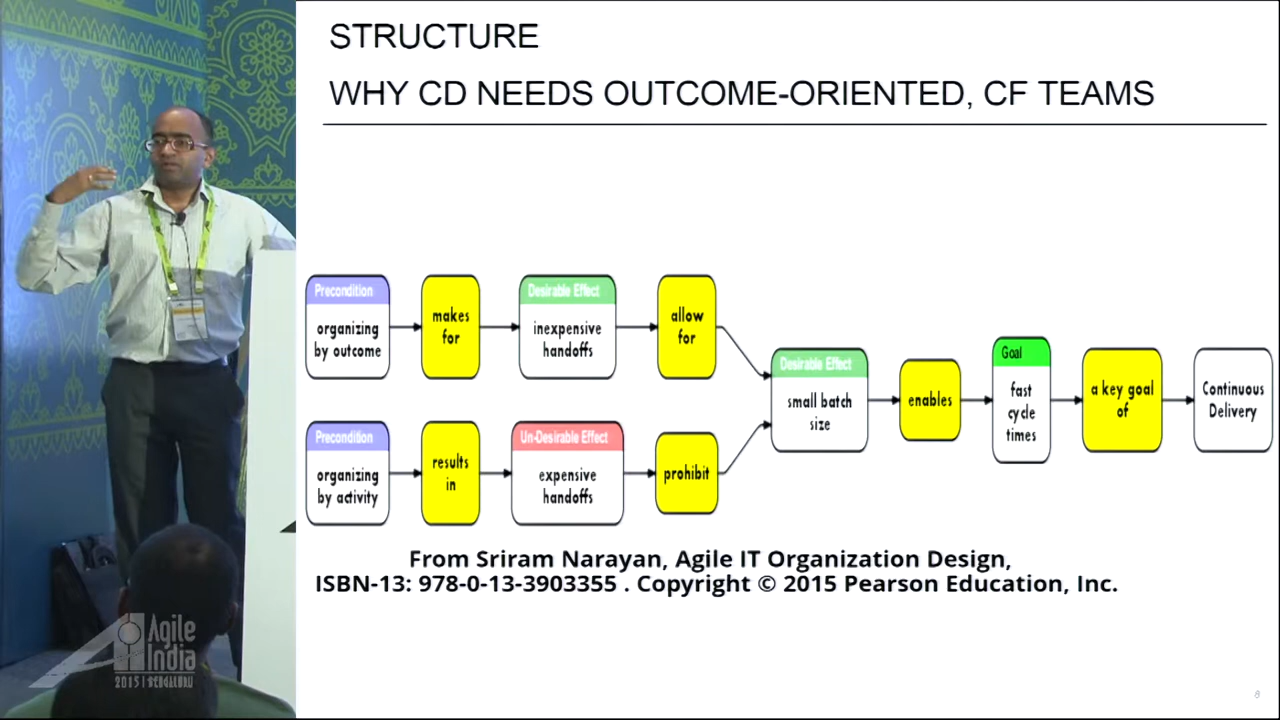 STRUCTURE
WHY CD NEEDS OUTCOME-ORIENTED, CF TEAMS
Precondition
organizing
by outcome
makes
for
Desirable Effect
inexpensive
handoffs
allow
for
Precondition
organizing
by activity
results
in
Un-Desirable Effect
expensive
handoffs
prohibit
Desirable Effect
small batch
size
enables
Goal
fast
cycle
times
a key goal
of
Continuous
Delivery
From Sriram Narayan, Agile IT Organization Design,
ISBN-13: 978-0-13-3903355 . Copyright © 2015 Pearson Education, Inc.
Agile
India
2015 | BENGALURU
8